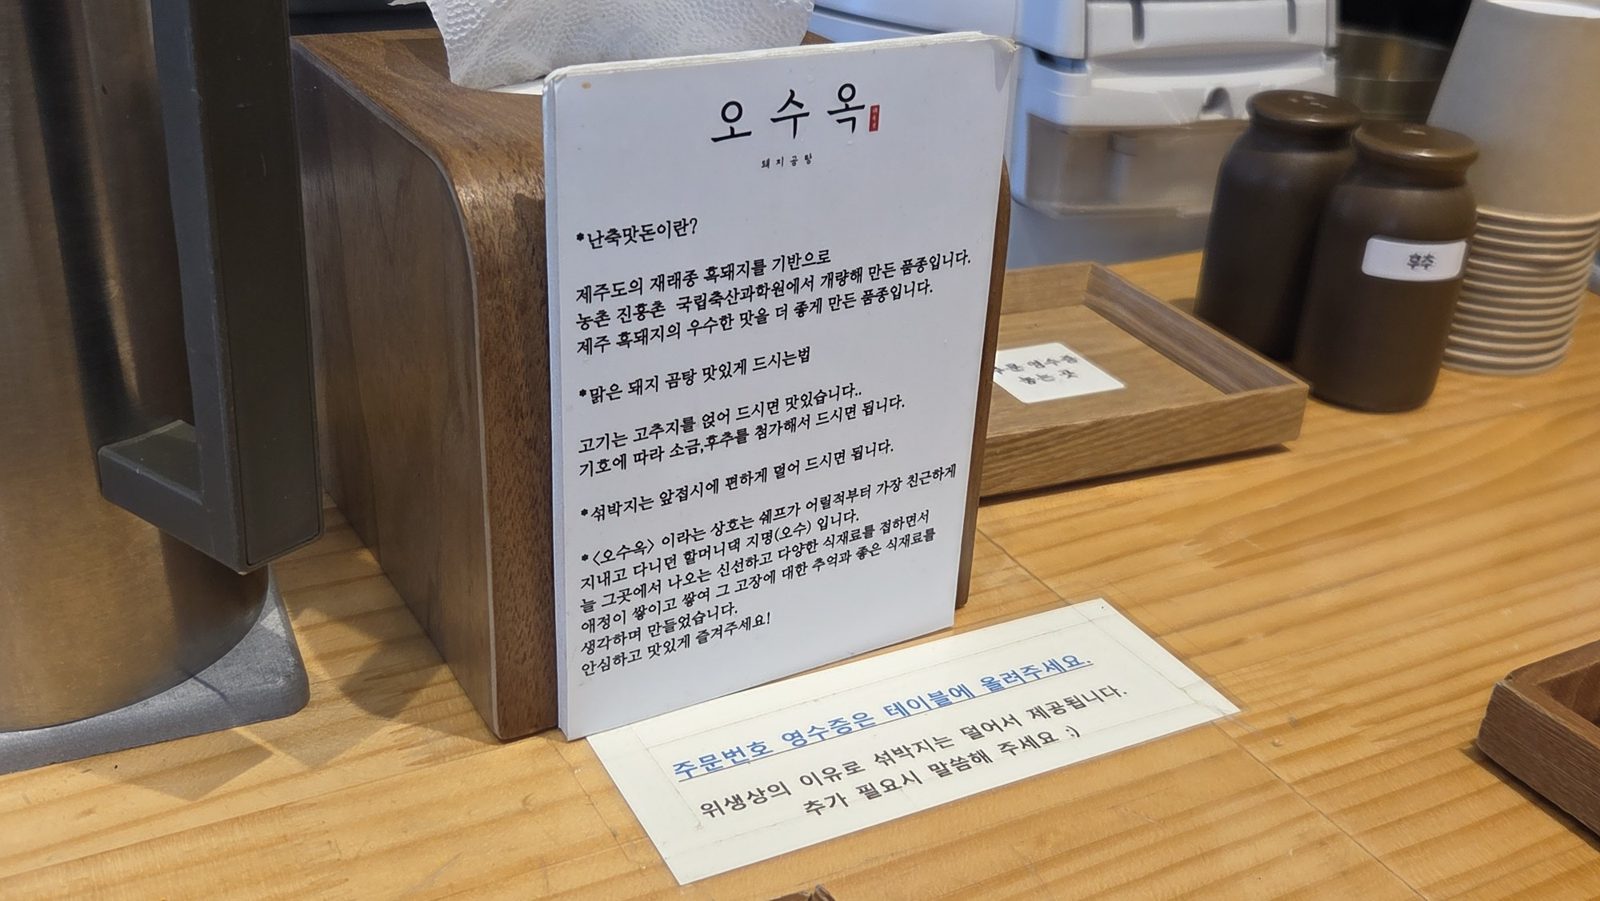 오수옥
돼지곰탕
*난축맛돈이란?
제주도의 재래종 흑돼지를 기반으로
농촌 진흥촌 국립축산과학원에서 개량해 만든 품종입니다.
제주 흑돼지의 우수한 맛을 더 좋게 만든 품종입니다.
*맑은 돼지 곰탕 맛있게 드시는법
고기는 고추지를 얹어 드시면 맛있습니다..
기호에 따라 소금,후추를 첨가해서 드시면 됩니다.
*섞박지는 앞접시에 편하게 덜어 드시면 됩니다.
*<오수옥> 이라는 상호는 쉐프가 어릴적부터 가장 친근하게
지내고 다니던 할머니댁 지명(오수) 입니다.
늘 그곳에서 나오는 신선하고 다양한 식재료를 접하면서
애정이 쌓이고 쌓여 그 고장에 대한 추억과 좋은 식재료를
생각하며 만들었습니다.
안심하고 맛있게 즐겨주세요!
주문번호 영수증은 테이블에 올려주세요.
위생상의 이유로 섞박지는 덜어서 제공됩니다.
추가 필요시 말씀해 주세요 :)
영수증
놓는 곳
후추